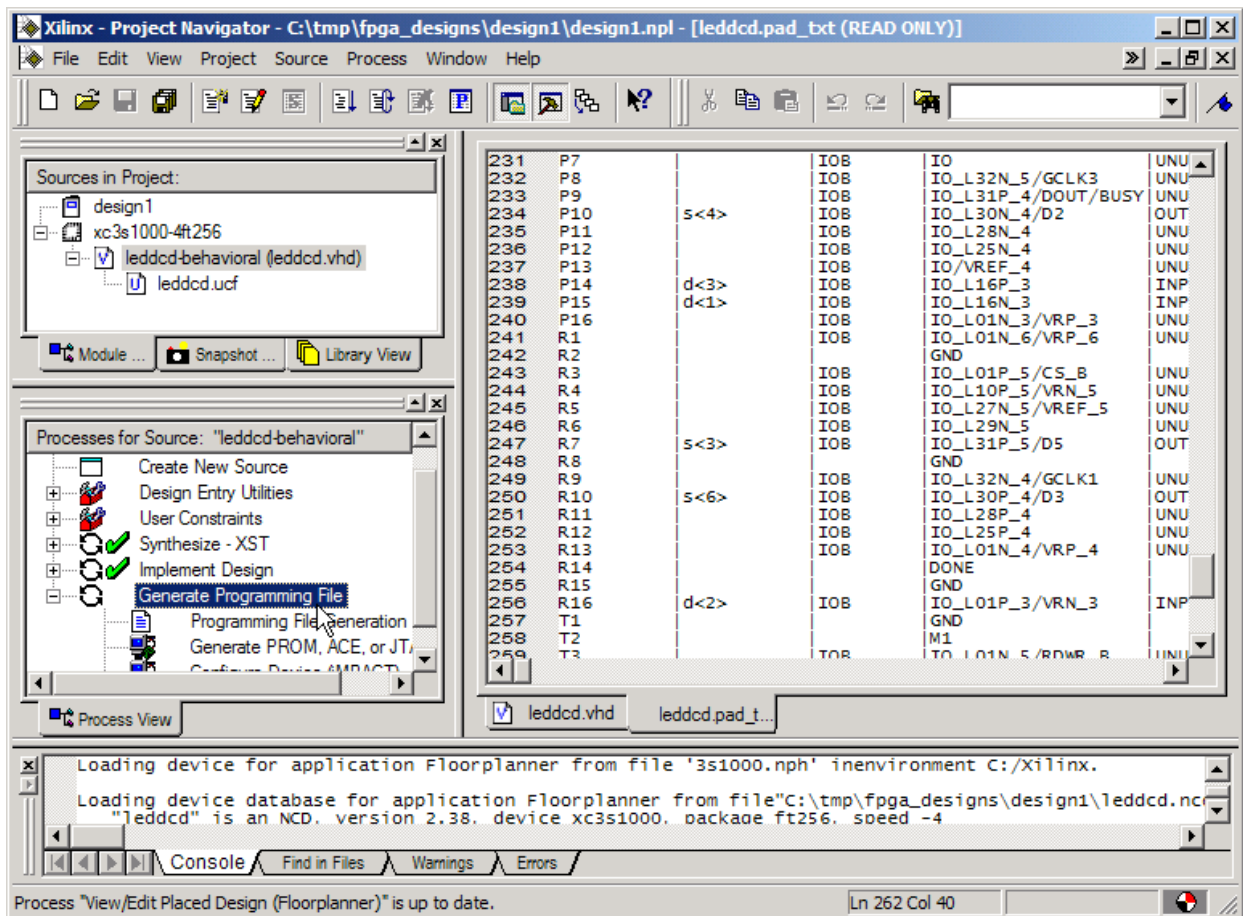 Xilinx - Project Navigator - C:\tmp\fpga_designs\design1\design1.npl - [leddcd.pad_txt (READ ONLY)]
File Edit View Project Source Process Window Help
Sources in Project:
design1
xc3s1000-4ft256
leddcd-behavioral (leddcd.vhd)
leddcd.ucf
Module ... Snapshot ... Library View
Processes for Source: "leddcd-behavioral"
Create New Source
Design Entry Utilities
User Constraints
Synthesize - XST
Implement Design
Generate Programming File
Programming File Generation
Generate PROM, ACE, or JTA
Configure Device (iMPACT)
Process View
231 P7 | |IOB |IO |UNU
232 P8 | |IOB |IO_L32N_5/GCLK3 |UNU
233 P9 | |IOB |IO_L31P_4/DOUT/BUSY|UNU
234 P10 |s<4> |IOB |IO_L30N_4/D2 |OUT
235 P11 | |IOB |IO_L28N_4 |UNU
236 P12 | |IOB |IO_L25N_4 |UNU
237 P13 | |IOB |IO/VREF_4 |UNU
238 P14 |d<3> |IOB |IO_L16P_3 |INP
239 P15 |d<1> |IOB |IO_L16N_3 |INP
240 P16 | |IOB |IO_L01N_3/VRP_3 |UNU
241 R1 | |IOB |IO_L01N_6/VRP_6 |UNU
242 R2 | | |GND |
243 R3 | |IOB |IO_L01P_5/CS_B |UNU
244 R4 | |IOB |IO_L10P_5/VRN_5 |UNU
245 R5 | |IOB |IO_L27N_5/VREF_5 |UNU
246 R6 | |IOB |IO_L29N_5 |UNU
247 R7 |s<3> |IOB |IO_L31P_5/D5 |OUT
248 R8 | | |GND |
249 R9 | |IOB |IO_L32N_4/GCLK1 |UNU
250 R10 |s<6> |IOB |IO_L30P_4/D3 |OUT
251 R11 | |IOB |IO_L28P_4 |UNU
252 R12 | |IOB |IO_L25P_4 |UNU
253 R13 | |IOB |IO_L01N_4/VRP_4 |UNU
254 R14 | | |DONE |
255 R15 | | |GND |
256 R16 |d<2> |IOB |IO_L01P_3/VRN_3 |INP
257 T1 | | |GND |
258 T2 | | |M1 |
259 T3 | |IOB |IO_L01N_5/RDWR_B |UNU
leddcd.vhd leddcd.pad_t...
Loading device for application Floorplanner from file '3s1000.nph' inenvironment C:/Xilinx.
Loading device database for application Floorplanner from file"C:\tmp\fpga_designs\design1\leddcd.ncd
"leddcd" is an NCD, version 2.38, device xc3s1000, package ft256, speed -4
Console Find in Files Warnings Errors
Process "View/Edit Placed Design (Floorplanner)" is up to date. Ln 262 Col 40